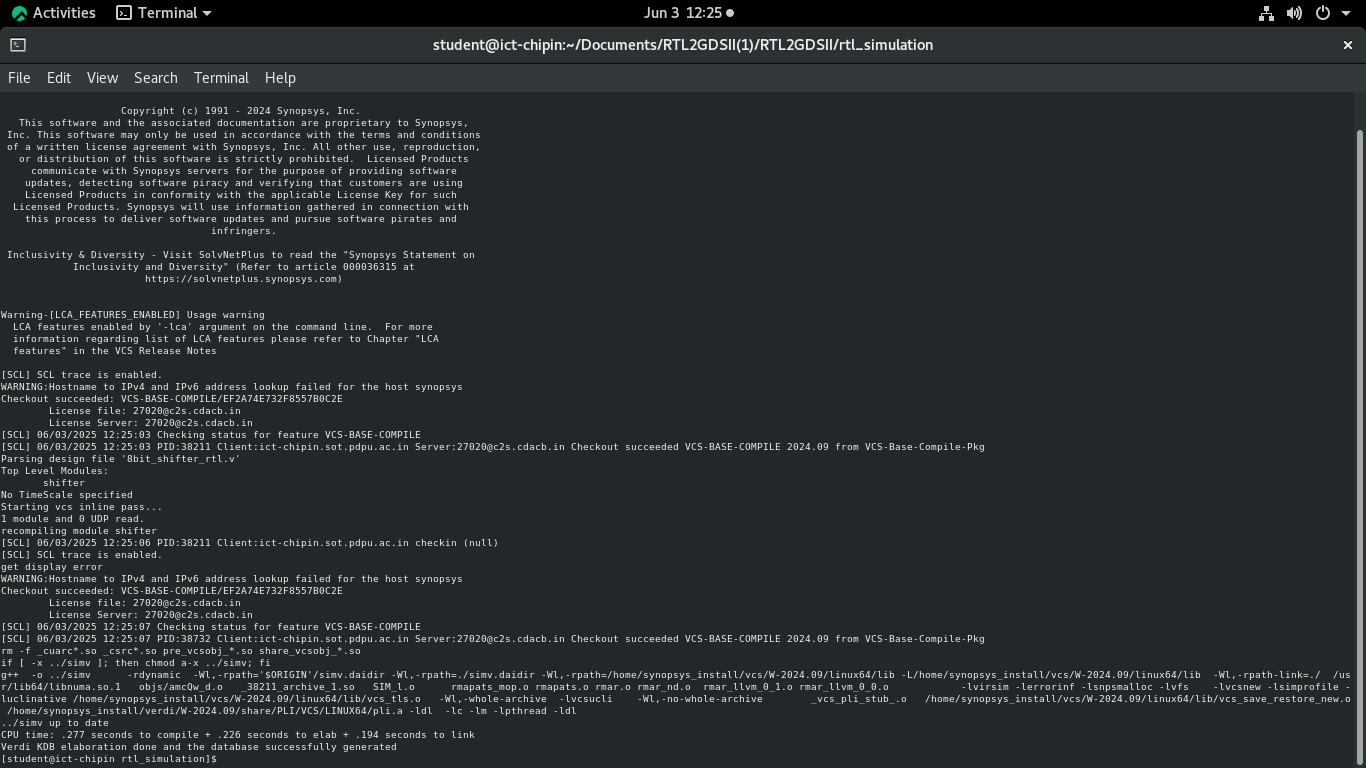 Activities
Terminal
Jun 3 12:25
student@ict-chipin:~/Documents/RTL2GDSII(1)/RTL2GDSII/rtl_simulation
File Edit View Search Terminal Help
Copyright (c) 1991 - 2024 Synopsys, Inc.
This software and the associated documentation are proprietary to Synopsys,
Inc. This software may only be used in accordance with the terms and conditions
of a written license agreement with Synopsys, Inc. All other use, reproduction,
or distribution of this software is strictly prohibited.  Licensed Products
communicate with Synopsys servers for the purpose of providing software
updates, detecting software piracy and verifying that customers are using
Licensed Products in conformity with the applicable License Key for such
Licensed Products. Synopsys will use information gathered in connection with
this process to deliver software updates and pursue software pirates and
infringers.
Inclusivity & Diversity - Visit SolvNetPlus to read the "Synopsys Statement on
Inclusivity and Diversity" (Refer to article 000036315 at
https://solvnetplus.synopsys.com)
Warning-[LCA_FEATURES_ENABLED] Usage warning
LCA features enabled by '-lca' argument on the command line.  For more
information regarding list of LCA features please refer to Chapter "LCA
features" in the VCS Release Notes
[SCL] SCL trace is enabled.
WARNING:Hostname to IPv4 and IPv6 address lookup failed for the host synopsys
Checkout succeeded: VCS-BASE-COMPILE/EF2A74E732F8557B0C2E
License file: 27020@c2s.cdacb.in
License Server: 27020@c2s.cdacb.in
[SCL] 06/03/2025 12:25:03 Checking status for feature VCS-BASE-COMPILE
[SCL] 06/03/2025 12:25:03 PID:38211 Client:ict-chipin.sot.pdpu.ac.in Server:27020@c2s.cdacb.in Checkout succeeded VCS-BASE-COMPILE 2024.09 from VCS-Base-Compile-Pkg
Parsing design file '8bit_shifter_rtl.v'
Top Level Modules:
shifter
No TimeScale specified
Starting vcs inline pass...
1 module and 0 UDP read.
recompiling module shifter
[SCL] 06/03/2025 12:25:06 PID:38211 Client:ict-chipin.sot.pdpu.ac.in checkin (null)
[SCL] SCL trace is enabled.
get display error
WARNING:Hostname to IPv4 and IPv6 address lookup failed for the host synopsys
Checkout succeeded: VCS-BASE-COMPILE/EF2A74E732F8557B0C2E
License file: 27020@c2s.cdacb.in
License Server: 27020@c2s.cdacb.in
[SCL] 06/03/2025 12:25:07 Checking status for feature VCS-BASE-COMPILE
[SCL] 06/03/2025 12:25:07 PID:38732 Client:ict-chipin.sot.pdpu.ac.in Server:27020@c2s.cdacb.in Checkout succeeded VCS-BASE-COMPILE 2024.09 from VCS-Base-Compile-Pkg
rm -f _cuarc*.so _csrc*.so pre_vcsobj_*.so share_vcsobj_*.so
if [ -x ../simv ]; then chmod a-x ../simv; fi
g++  -o ../simv      -rdynamic  -Wl,-rpath='$ORIGIN'/simv.daidir -Wl,-rpath=./simv.daidir -Wl,-rpath=/home/synopsys_install/vcs/W-2024.09/linux64/lib -L/home/synopsys_install/vcs/W-2024.09/linux64/lib  -Wl,-rpath-link=./  /us
r/lib64/libnuma.so.1   objs/amcQw_d.o   _38211_archive_1.so   SIM_l.o      rmapats_mop.o rmapats.o rmar.o rmar_nd.o  rmar_llvm_0_1.o rmar_llvm_0_0.o            -lvirsim -lerrorinf -lsnpsmalloc -lvfs    -lvcsnew -lsimprofile -
lucli​native /home/synopsys_install/vcs/W-2024.09/linux64/lib/vcs_tls.o   -Wl,-whole-archive  -lvcsucli    -Wl,-no-whole-archive        _vcs_pli_stub_.o   /home/synopsys_install/vcs/W-2024.09/linux64/lib/vcs_save_restore_new.o
/home/synopsys_install/verdi/W-2024.09/share/PLI/VCS/LINUX64/pli.a -ldl  -lc -lm -lpthread -ldl
../simv up to date
CPU time: .277 seconds to compile + .226 seconds to elab + .194 seconds to link
Verdi KDB elaboration done and the database successfully generated
[student@ict-chipin rtl_simulation]$